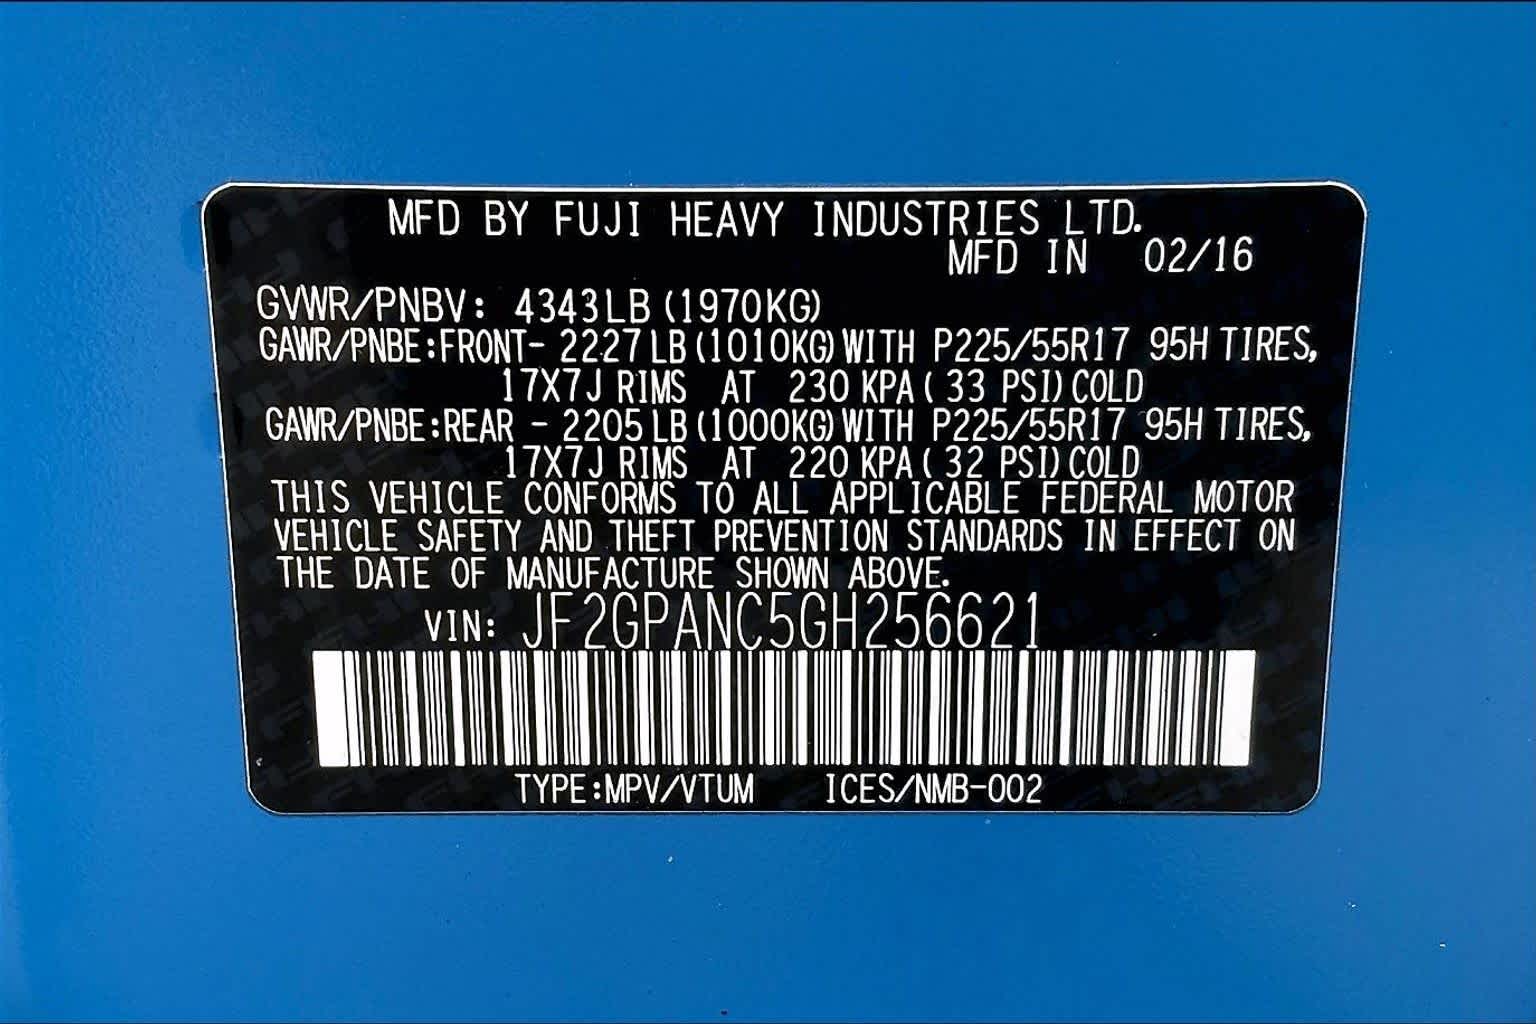 MFD BY FUJI HEAVY INDUSTRIES LTD.
MFD IN 02/16
GVWR/PNBV: 4343LB (1970KG)
GAWR/PNBE:FRONT- 2227LB (1010KG) WITH P225/55R17 95H TIRES,
17X7J RIMS AT 230 KPA ( 33 PSI) COLD
GAWR/PNBE:REAR - 2205LB (1000KG) WITH P225/55R17 95H TIRES,
17X7J RIMS AT 220 KPA ( 32 PSI) COLD
THIS VEHICLE CONFORMS TO ALL APPLICABLE FEDERAL MOTOR
VEHICLE SAFETY AND THEFT PREVENTION STANDARDS IN EFFECT ON
THE DATE OF MANUFACTURE SHOWN ABOVE.
VIN: JF2GPANC5GH256621
TYPE:MPV/VTUM ICES/NMB-002